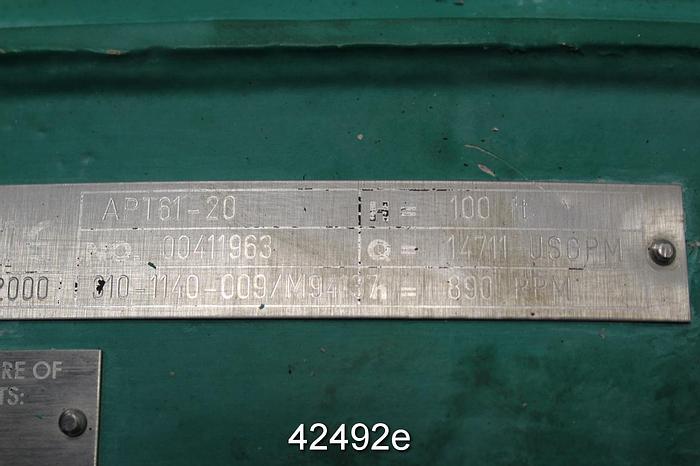 APT61-20 H = 100 ft
NO. 00411963 Q = 14711 USGPM
2000 010-1140-009/M94-37 n = 890 RPM
RE OF
TS:
42492e